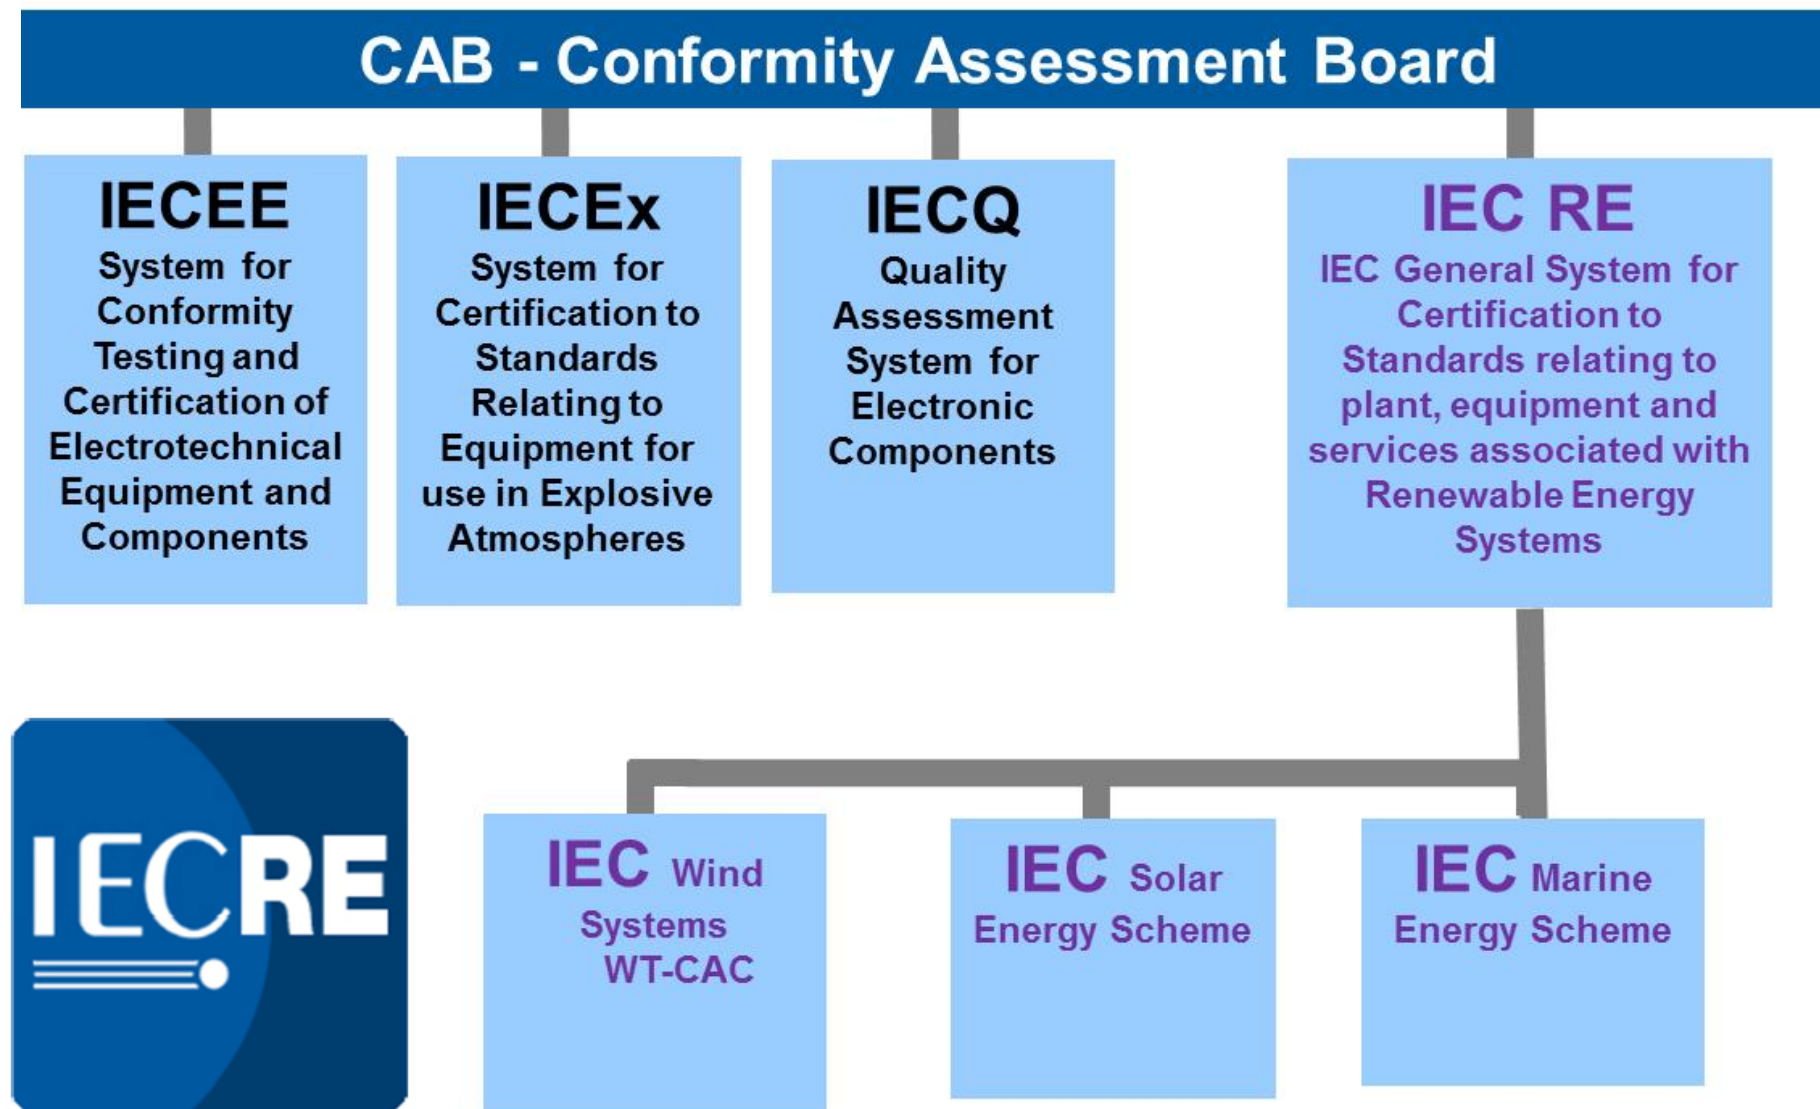 CAB - Conformity Assessment Board
IECEE
System for
Conformity
Testing and
Certification of
Electrotechnical
Equipment and
Components
IECEx
System for
Certification to
Standards
Relating to
Equipment for
use in Explosive
Atmospheres
IECQ
Quality
Assessment
System for
Electronic
Components
IEC RE
IEC General System for
Certification to
Standards relating to
plant, equipment and
services associated with
Renewable Energy
Systems
IECRE
IEC Wind
Systems
WT-CAC
IEC Solar
Energy Scheme
IEC Marine
Energy Scheme